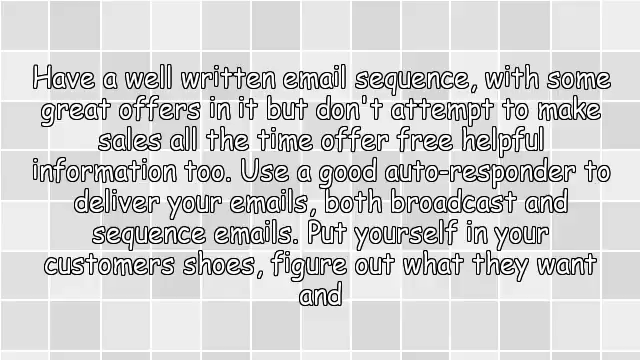 Have a well written email sequence, with some
great offers in it but don't attempt to make
sales all the time offer free helpful
information too. Use a good auto-responder to
deliver your emails, both broadcast and
sequence emails. Put yourself in your
customers shoes, figure out what they want
and